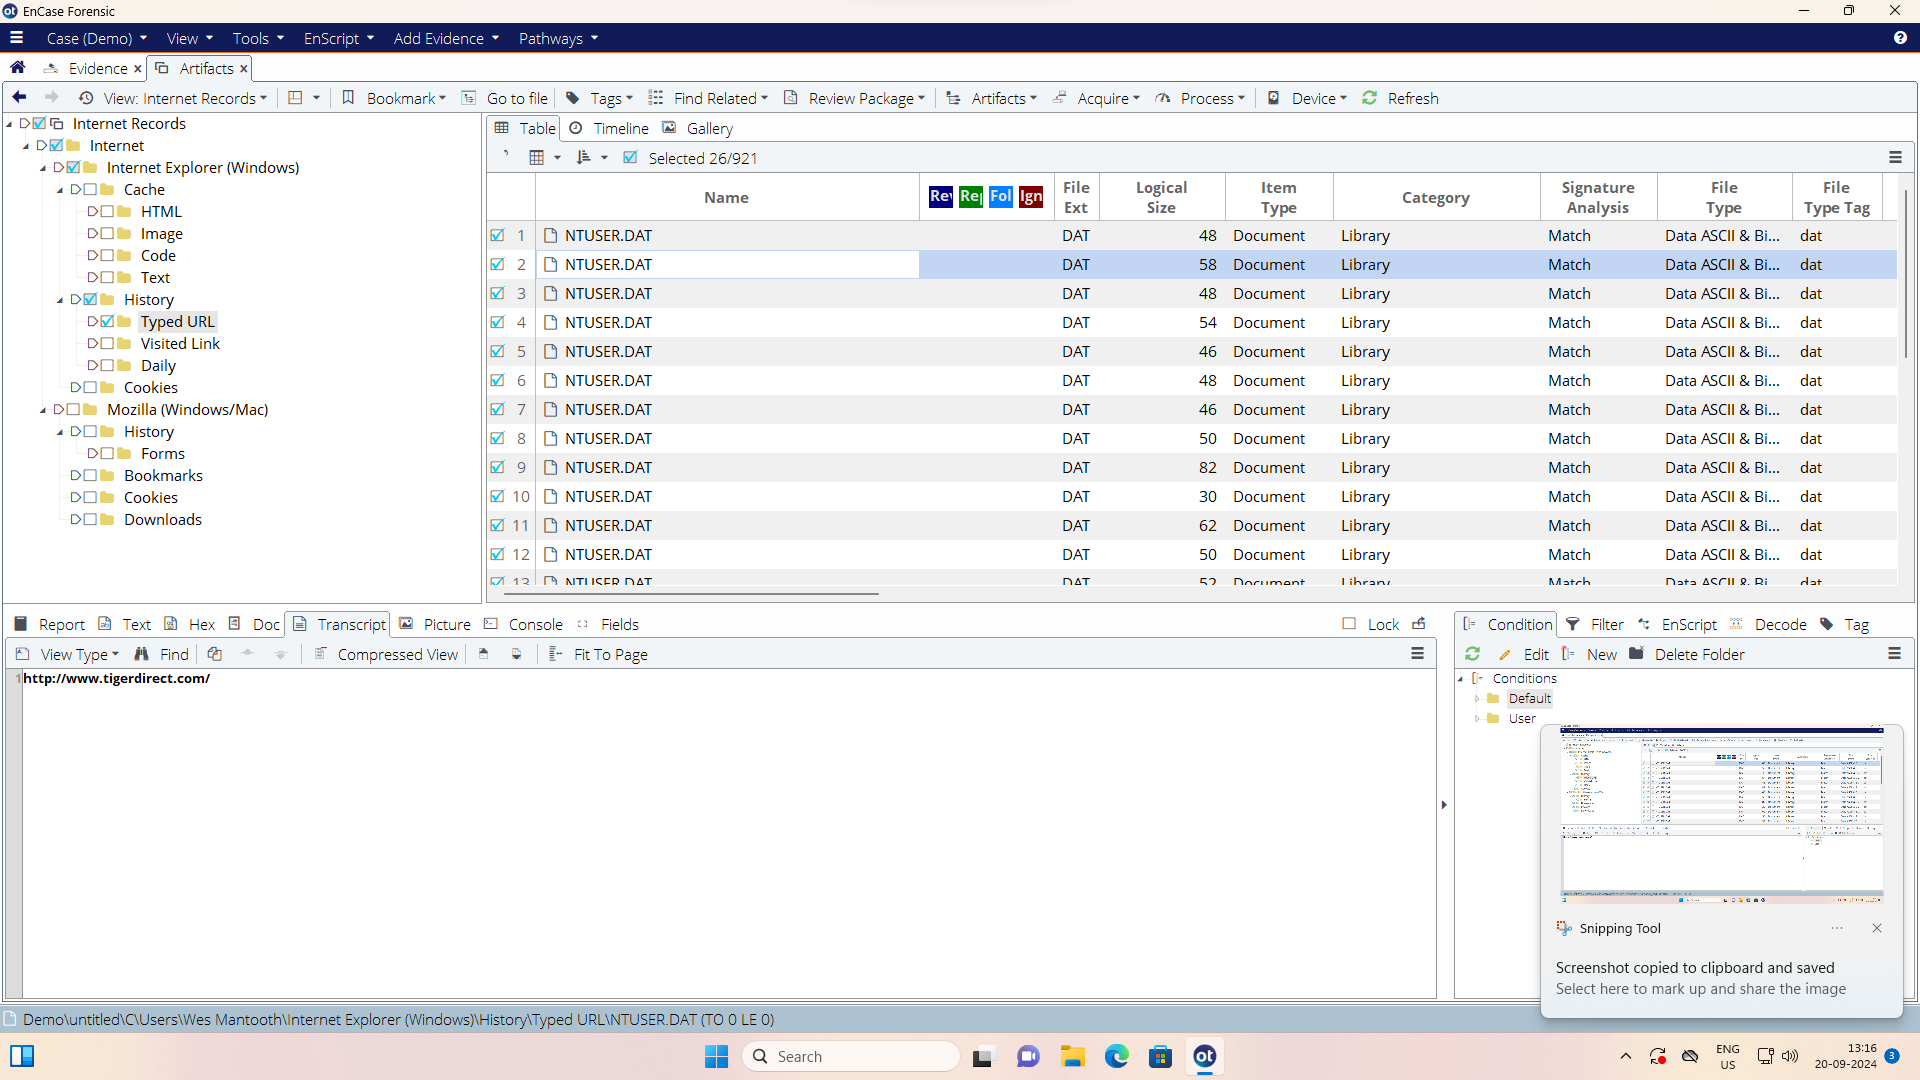 EnCase Forensic
Case (Demo) View Tools EnScript Add Evidence Pathways
Evidence Artifacts
View: Internet Records Bookmark Go to file Tags Find Related Review Package Artifacts Acquire Process Device Refresh
Internet Records
Internet
Internet Explorer (Windows)
Cache
HTML
Image
Code
Text
History
Typed URL
Visited Link
Daily
Cookies
Mozilla (Windows/Mac)
History
Forms
Bookmarks
Cookies
Downloads
Table Timeline Gallery
Selected 26/921
Name Rev Rep Fol Ign File Ext Logical Size Item Type Category Signature Analysis File Type File Type Tag
1 NTUSER.DAT DAT 48 Document Library Match Data ASCII & Bi... dat
2 NTUSER.DAT DAT 58 Document Library Match Data ASCII & Bi... dat
3 NTUSER.DAT DAT 48 Document Library Match Data ASCII & Bi... dat
4 NTUSER.DAT DAT 54 Document Library Match Data ASCII & Bi... dat
5 NTUSER.DAT DAT 46 Document Library Match Data ASCII & Bi... dat
6 NTUSER.DAT DAT 48 Document Library Match Data ASCII & Bi... dat
7 NTUSER.DAT DAT 46 Document Library Match Data ASCII & Bi... dat
8 NTUSER.DAT DAT 50 Document Library Match Data ASCII & Bi... dat
9 NTUSER.DAT DAT 82 Document Library Match Data ASCII & Bi... dat
10 NTUSER.DAT DAT 30 Document Library Match Data ASCII & Bi... dat
11 NTUSER.DAT DAT 62 Document Library Match Data ASCII & Bi... dat
12 NTUSER.DAT DAT 50 Document Library Match Data ASCII & Bi... dat
13 NTUSER.DAT DAT 52 Document Library Match Data ASCII & Bi... dat
Report Text Hex Doc Transcript Picture Console Fields Lock
View Type Find Compressed View Fit To Page
1 http://www.tigerdirect.com/
Condition Filter EnScript Decode Tag
Edit New Delete Folder
Conditions
Default
User
Snipping Tool
Screenshot copied to clipboard and saved
Select here to mark up and share the image
Demo\untitled\C\Users\Wes Mantooth\Internet Explorer (Windows)\History\Typed URL\NTUSER.DAT (TO 0 LE 0)
Search
ot
ENG
US
13:16
20-09-2024
3